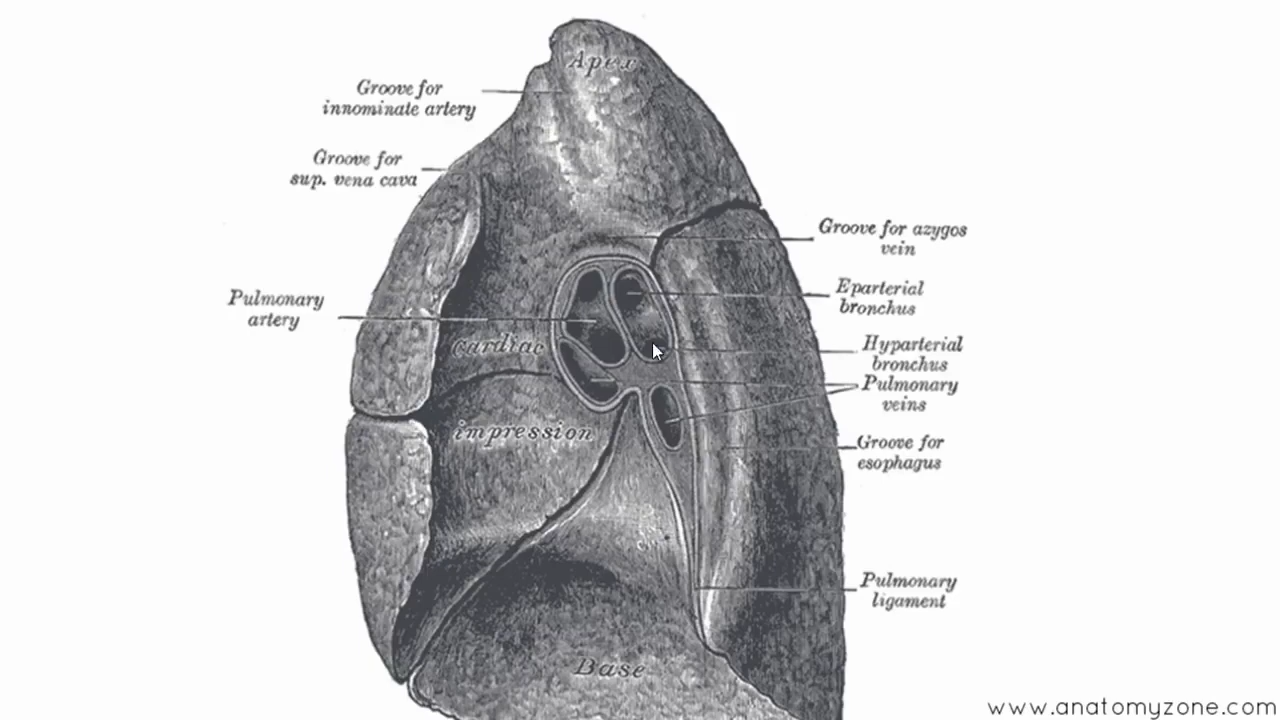 Apex
Groove for
innominate artery
Groove for
sup. vena cava
Groove for azygos
vein
Eparterial
bronchus
Pulmonary
artery
Hyparterial
bronchus
cardiac
Pulmonary
veins
impression
Groove for
esophagus
Pulmonary
ligament
Base
www.anatomyzone.com